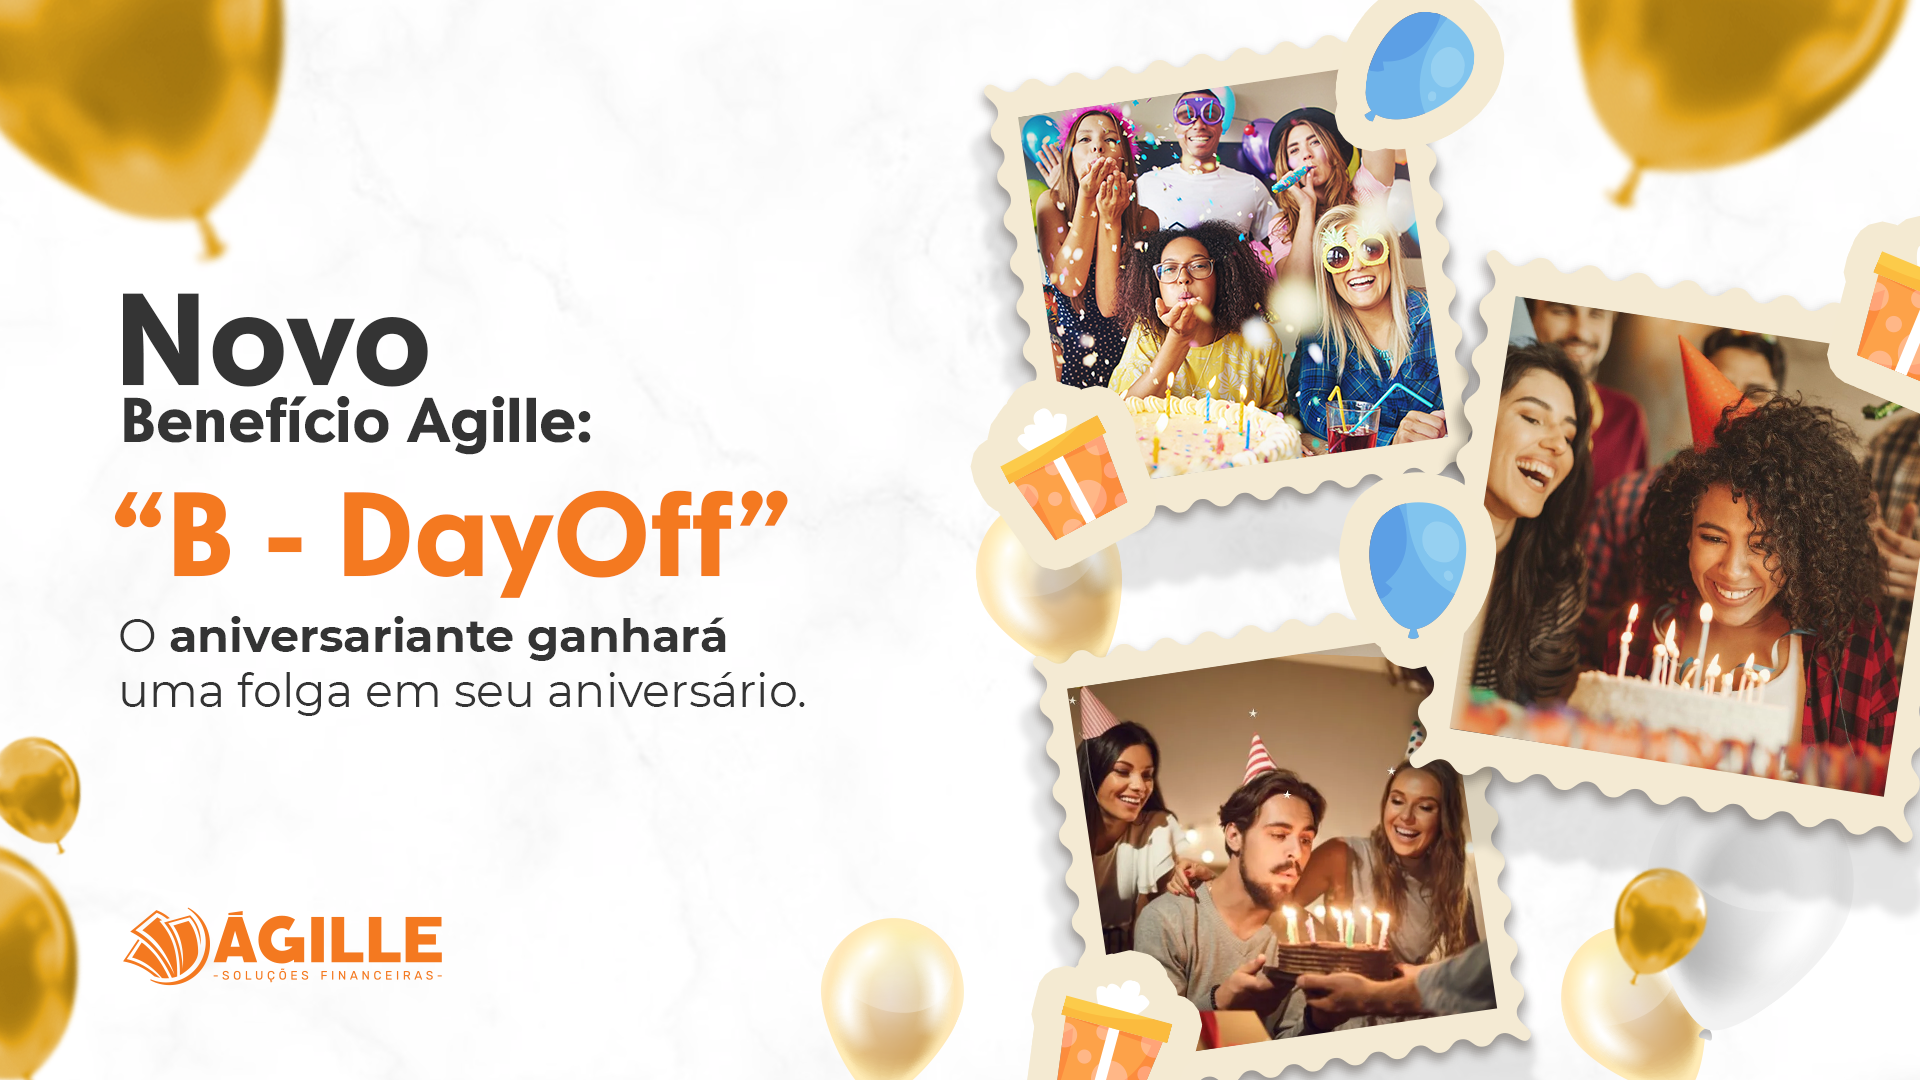 Novo
Benefício Agille:
“B - DayOff”
O aniversariante ganhará
uma folga em seu aniversário.
ÁGILLE
-SOLUÇÕES FINANCEIRAS-